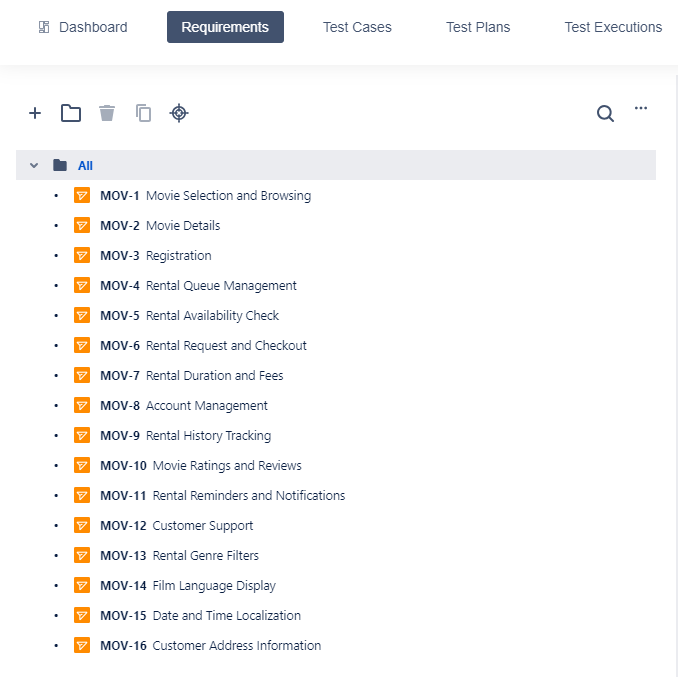 Dashboard Requirements Test Cases Test Plans Test Executions
All
MOV-1 Movie Selection and Browsing
MOV-2 Movie Details
MOV-3 Registration
MOV-4 Rental Queue Management
MOV-5 Rental Availability Check
MOV-6 Rental Request and Checkout
MOV-7 Rental Duration and Fees
MOV-8 Account Management
MOV-9 Rental History Tracking
MOV-10 Movie Ratings and Reviews
MOV-11 Rental Reminders and Notifications
MOV-12 Customer Support
MOV-13 Rental Genre Filters
MOV-14 Film Language Display
MOV-15 Date and Time Localization
MOV-16 Customer Address Information